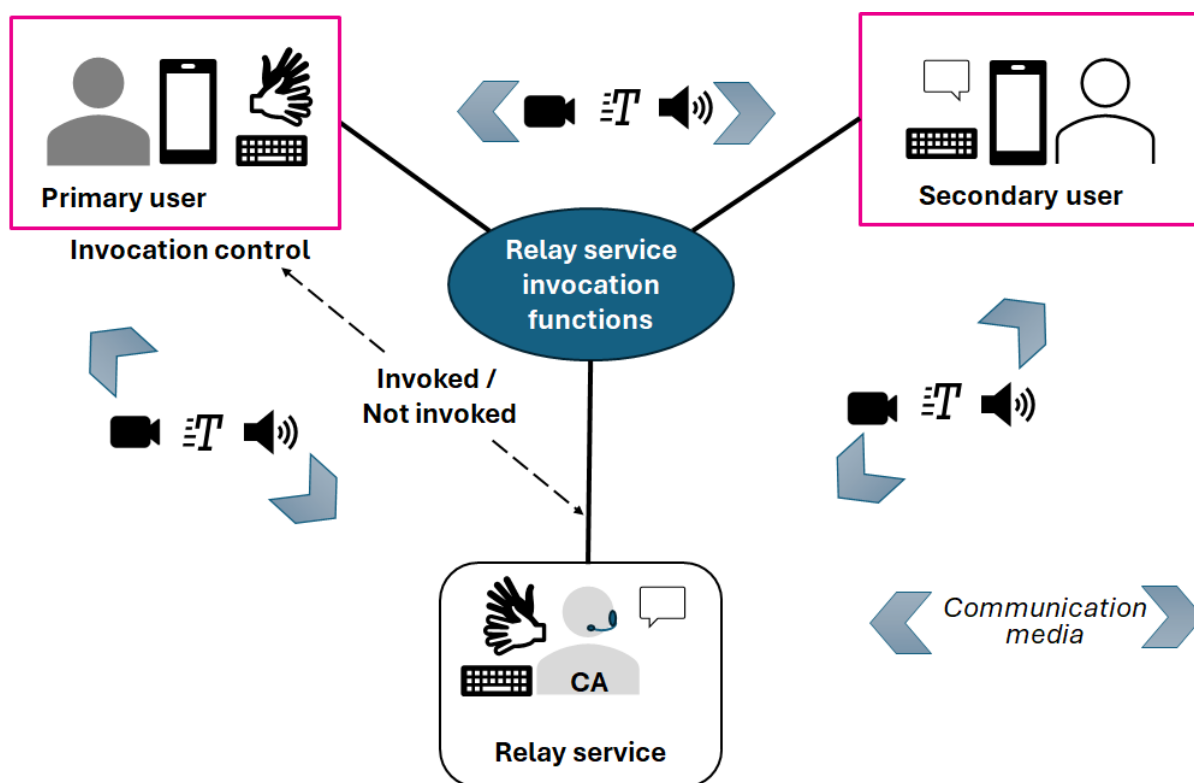 Primary user
Secondary user
Invocation control
Relay service
invocation
functions
Invoked /
Not invoked
T
T
T
Communication
media
CA
Relay service